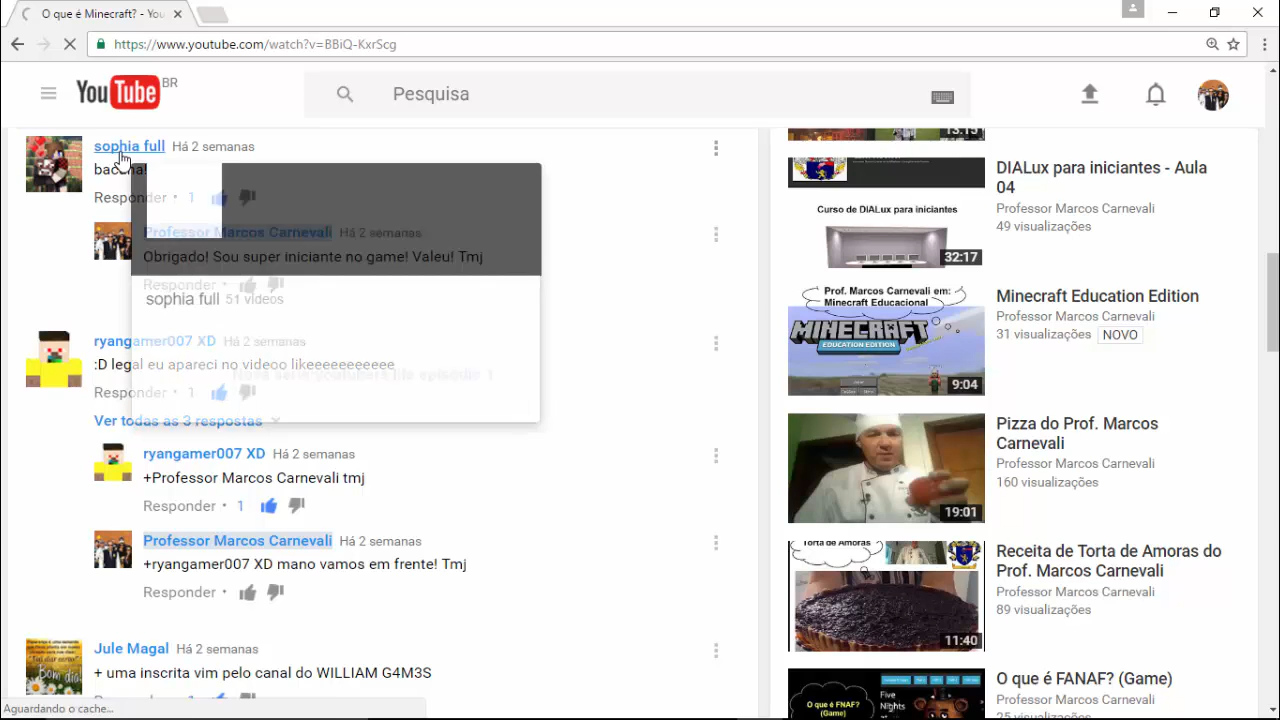 O que é Minecraft? - You
https://www.youtube.com/watch?v=BBiQ-KxrScg
YouTube BR
Pesquisa
sophia full Há 2 semanas
Responder • 1
Professor Marcos Carnevali Há 2 semanas
Obrigado! Sou super iniciante no game! Valeu! Tmj
Responder
sophia full 51 vídeos
ryangamer007 XD Há 2 semanas
:D legal eu apareci no videoo likeeeeeeeeeee
Responder • 1
Ver todas as 3 respostas
ryangamer007 XD Há 2 semanas
+Professor Marcos Carnevali tmj
Responder • 1
Professor Marcos Carnevali Há 2 semanas
+ryangamer007 XD mano vamos em frente! Tmj
Responder •
Jule Magal Há 2 semanas
+ uma inscrita vim pelo canal do WILLIAM G4M3S
Aguardando o cache...
13:15
DIALux para iniciantes - Aula
04
Professor Marcos Carnevali
49 visualizações
Curso de DIALux para iniciantes
32:17
Minecraft Education Edition
Professor Marcos Carnevali
31 visualizações NOVO
Prof. Marcos Carnevali em:
Minecraft Educacional
MINECRAFT
EDUCATION EDITION
9:04
Pizza do Prof. Marcos
Carnevali
Professor Marcos Carnevali
160 visualizações
19:01
Receita de Torta de Amoras do
Prof. Marcos Carnevali
Professor Marcos Carnevali
89 visualizações
Torta de Amoras
11:40
O que é FANAF? (Game)
Professor Marcos Carnevali
25 visualizações
O que é FNAF?
(Game)
Five
Nights